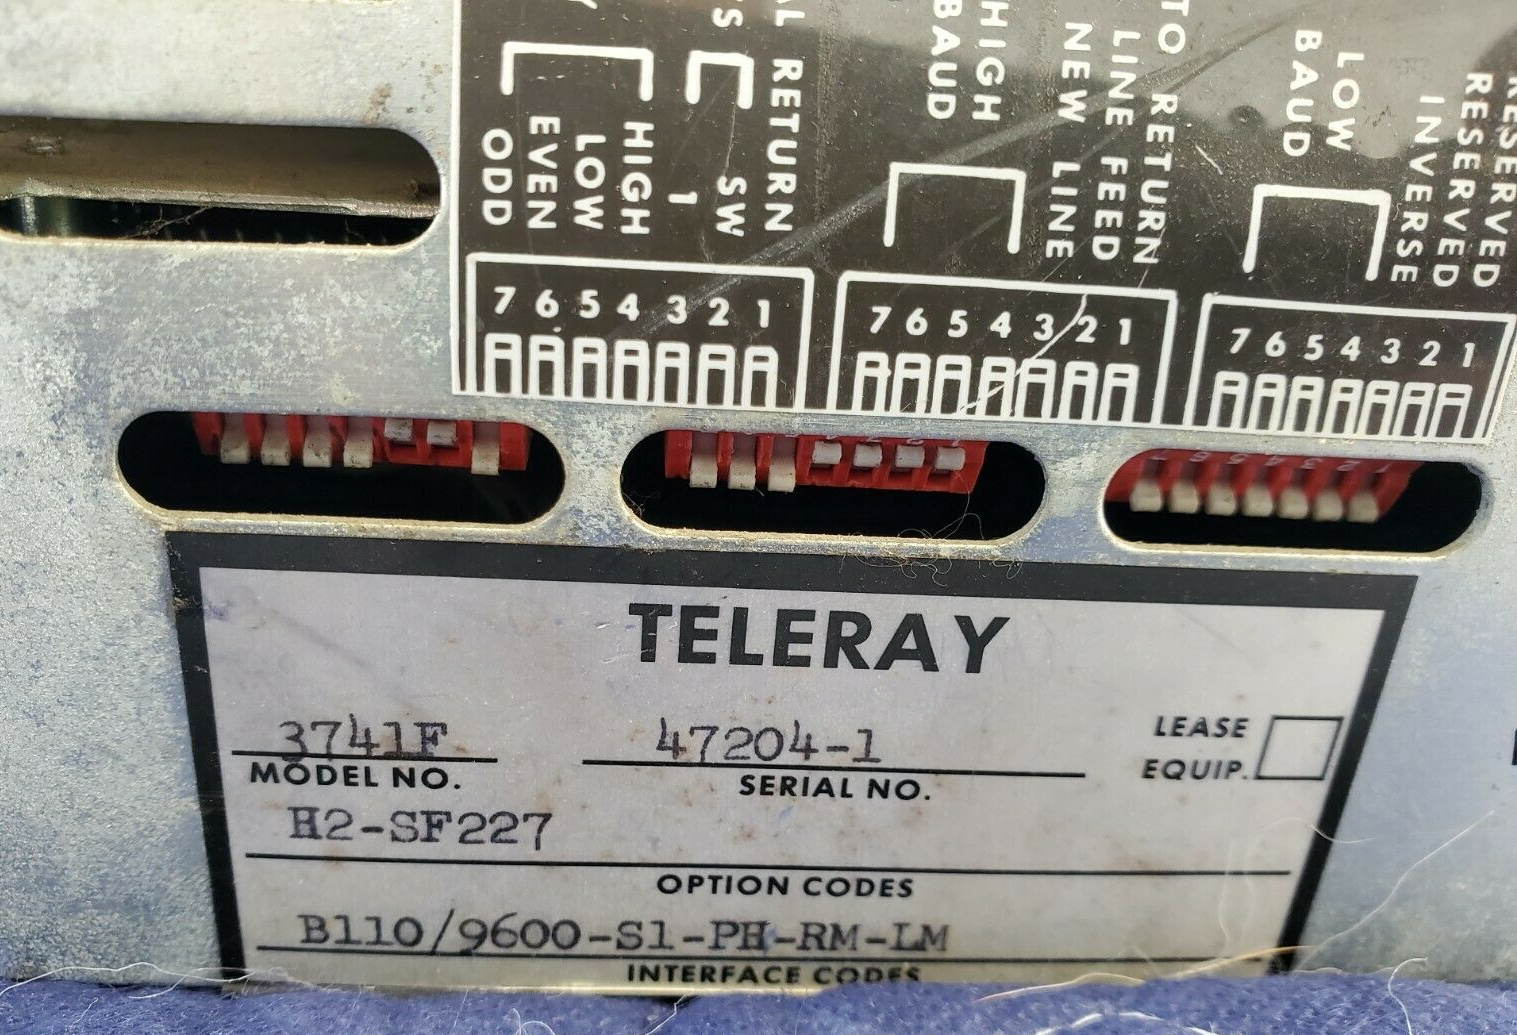 ODD
EVEN
LOW
HIGH
1
SW
RETURN
BAUD
HIGH
NEW LINE
LINE FEED
TO RETURN
BAUD
LOW
INVERSE
RESERVED
RESERVED
7 6 5 4 3 2 1
7 6 5 4 3 2 1
7 6 5 4 3 2 1
TELERAY
3741F
MODEL NO.
47204-1
SERIAL NO.
LEASE
EQUIP.
H2-SF227
OPTION CODES
B110/9600-S1-PH-RM-LM
INTERFACE CODES